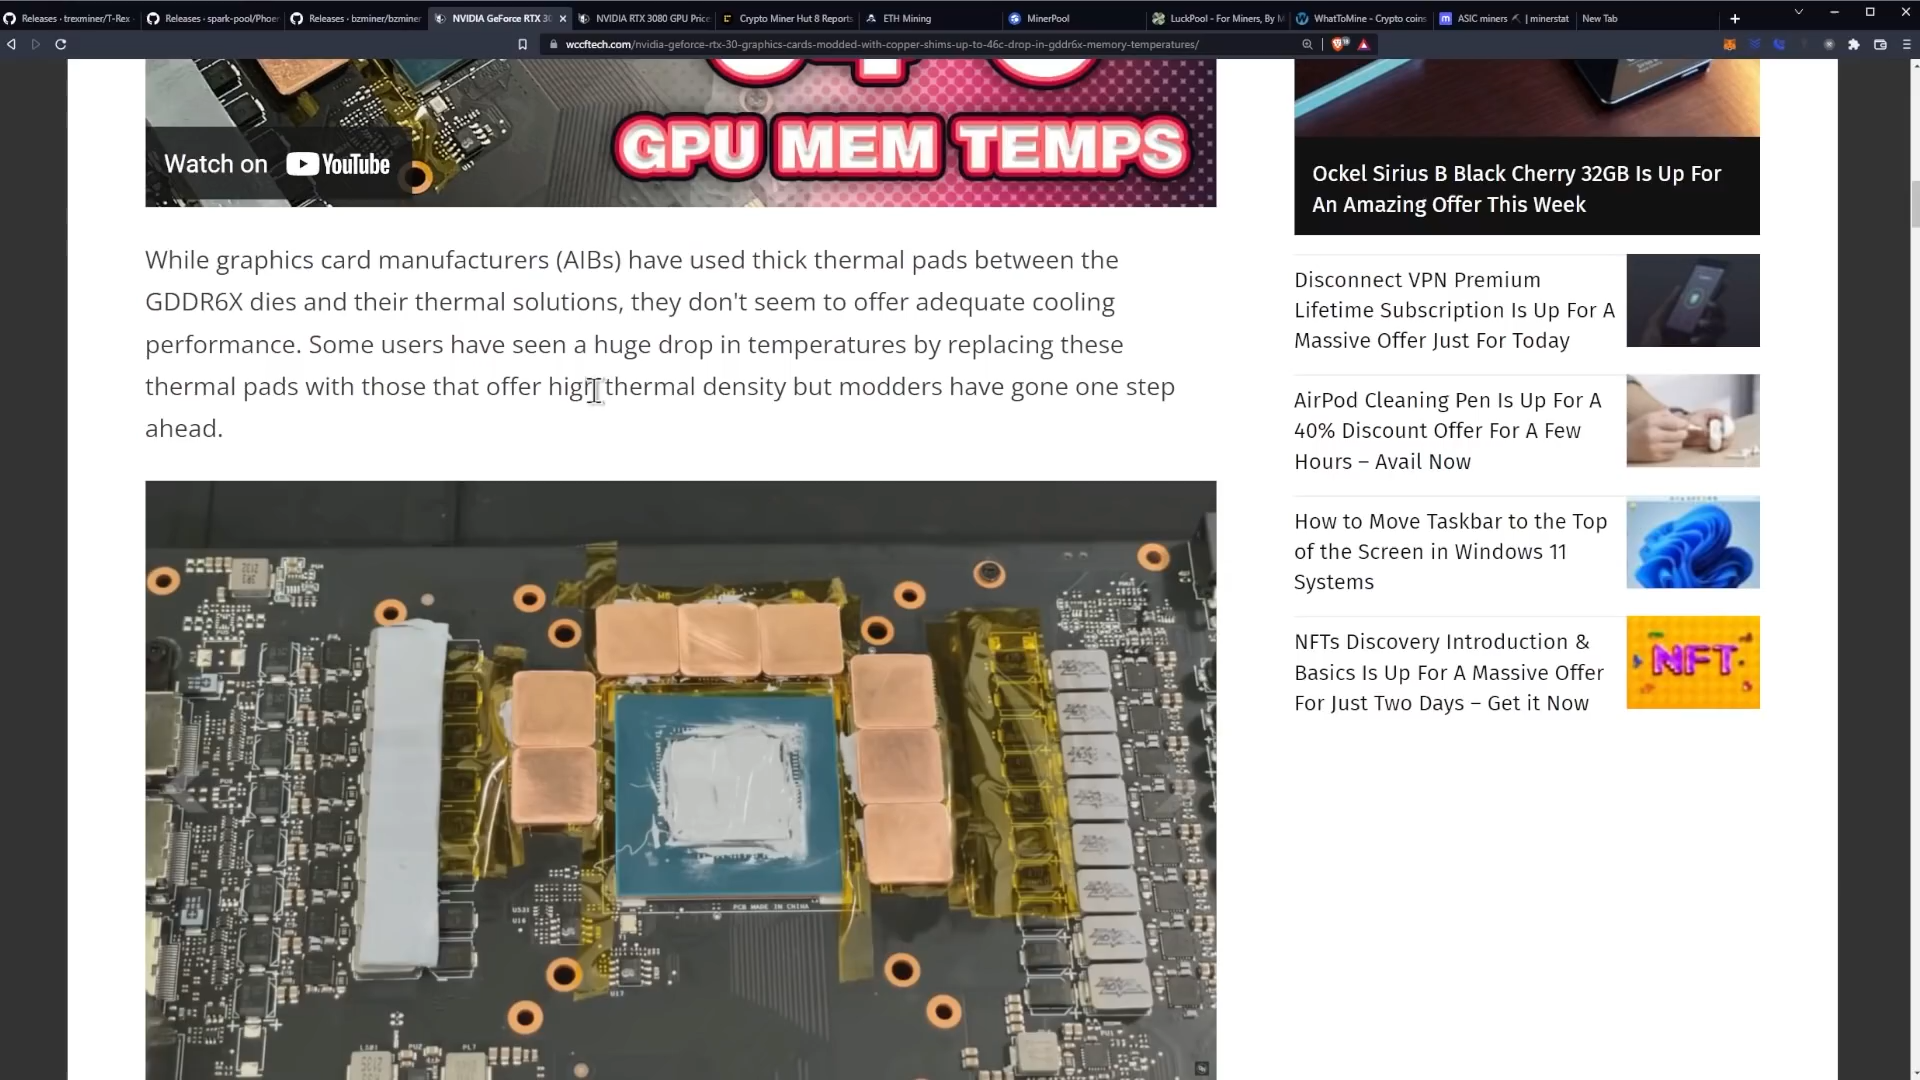 Releases · trexminer/T-Rex
Releases · spark-pool/Phoe
Releases · bzminer/bzminer
NVIDIA GeForce RTX 30
NVIDIA RTX 3080 GPU Price
Crypto Miner Hut 8 Reports
ETH Mining
MinerPool
LuckPool - For Miners, By M
WhatToMine - Crypto coins
ASIC miners ⛏ | minerstat
New Tab
wccftech.com/nvidia-geforce-rtx-30-graphics-cards-modded-with-copper-shims-up-to-46c-drop-in-gddr6x-memory-temperatures/
GPU MEM TEMPS
Watch on YouTube
While graphics card manufacturers (AIBs) have used thick thermal pads between the
GDDR6X dies and their thermal solutions, they don't seem to offer adequate cooling
performance. Some users have seen a huge drop in temperatures by replacing these
thermal pads with those that offer high thermal density but modders have gone one step
ahead.
PCB MADE IN CHINA
U17
Ockel Sirius B Black Cherry 32GB Is Up For
An Amazing Offer This Week
Disconnect VPN Premium
Lifetime Subscription Is Up For A
Massive Offer Just For Today
AirPod Cleaning Pen Is Up For A
40% Discount Offer For A Few
Hours – Avail Now
How to Move Taskbar to the Top
of the Screen in Windows 11
Systems
NFTs Discovery Introduction &
Basics Is Up For A Massive Offer
For Just Two Days – Get it Now
NFT